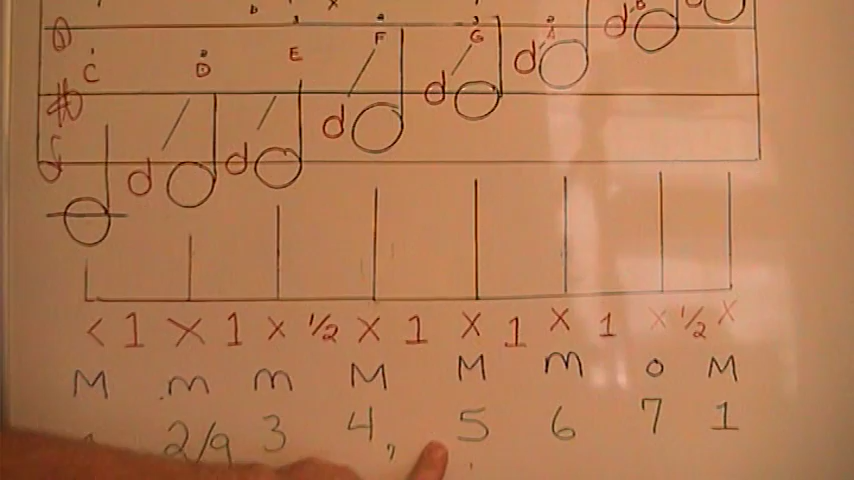 C D E F G A B
d d d d d d
< 1 X 1 X 1/2 X 1 X 1 X 1 X 1/2 X
M m m M M m o M
2/9 3 4, 5 6 7 1